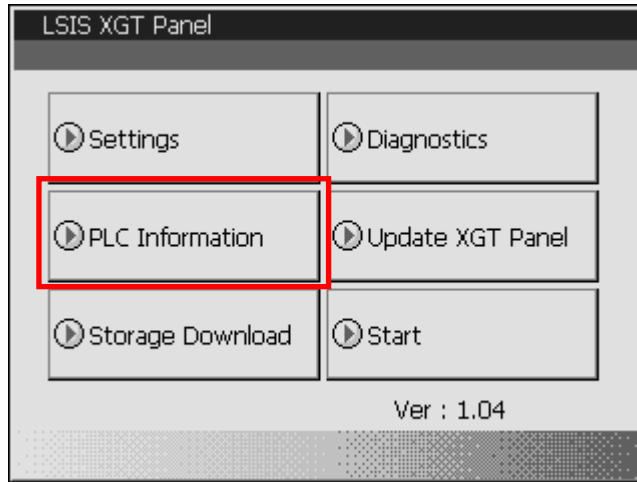 LSIS XGT Panel
Settings
Diagnostics
PLC Information
Update XGT Panel
Storage Download
Start
Ver : 1.04